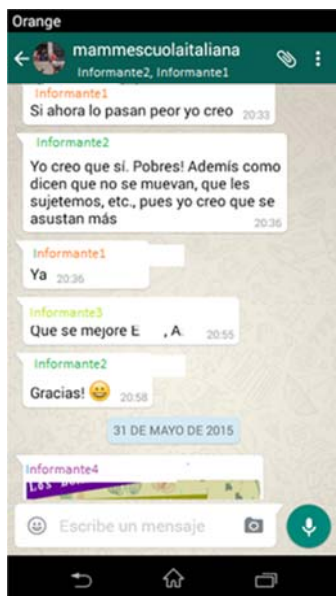 Orange
mammescuolaitaliana
Informante2, Informante1
Informante1
Si ahora lo pasan peor yo creo 20:33
Informante2
Yo creo que sí. Pobres! Ademís como
dicen que no se muevan, que les
sujetemos, etc., pues yo creo que se
asustan más
20:36
Informante1
Ya 20:36
Informante3
Que se mejore E , A 20:55
Informante2
Gracias! 😀 20:58
31 DE MAYO DE 2015
Informante4
Escribe un mensaje